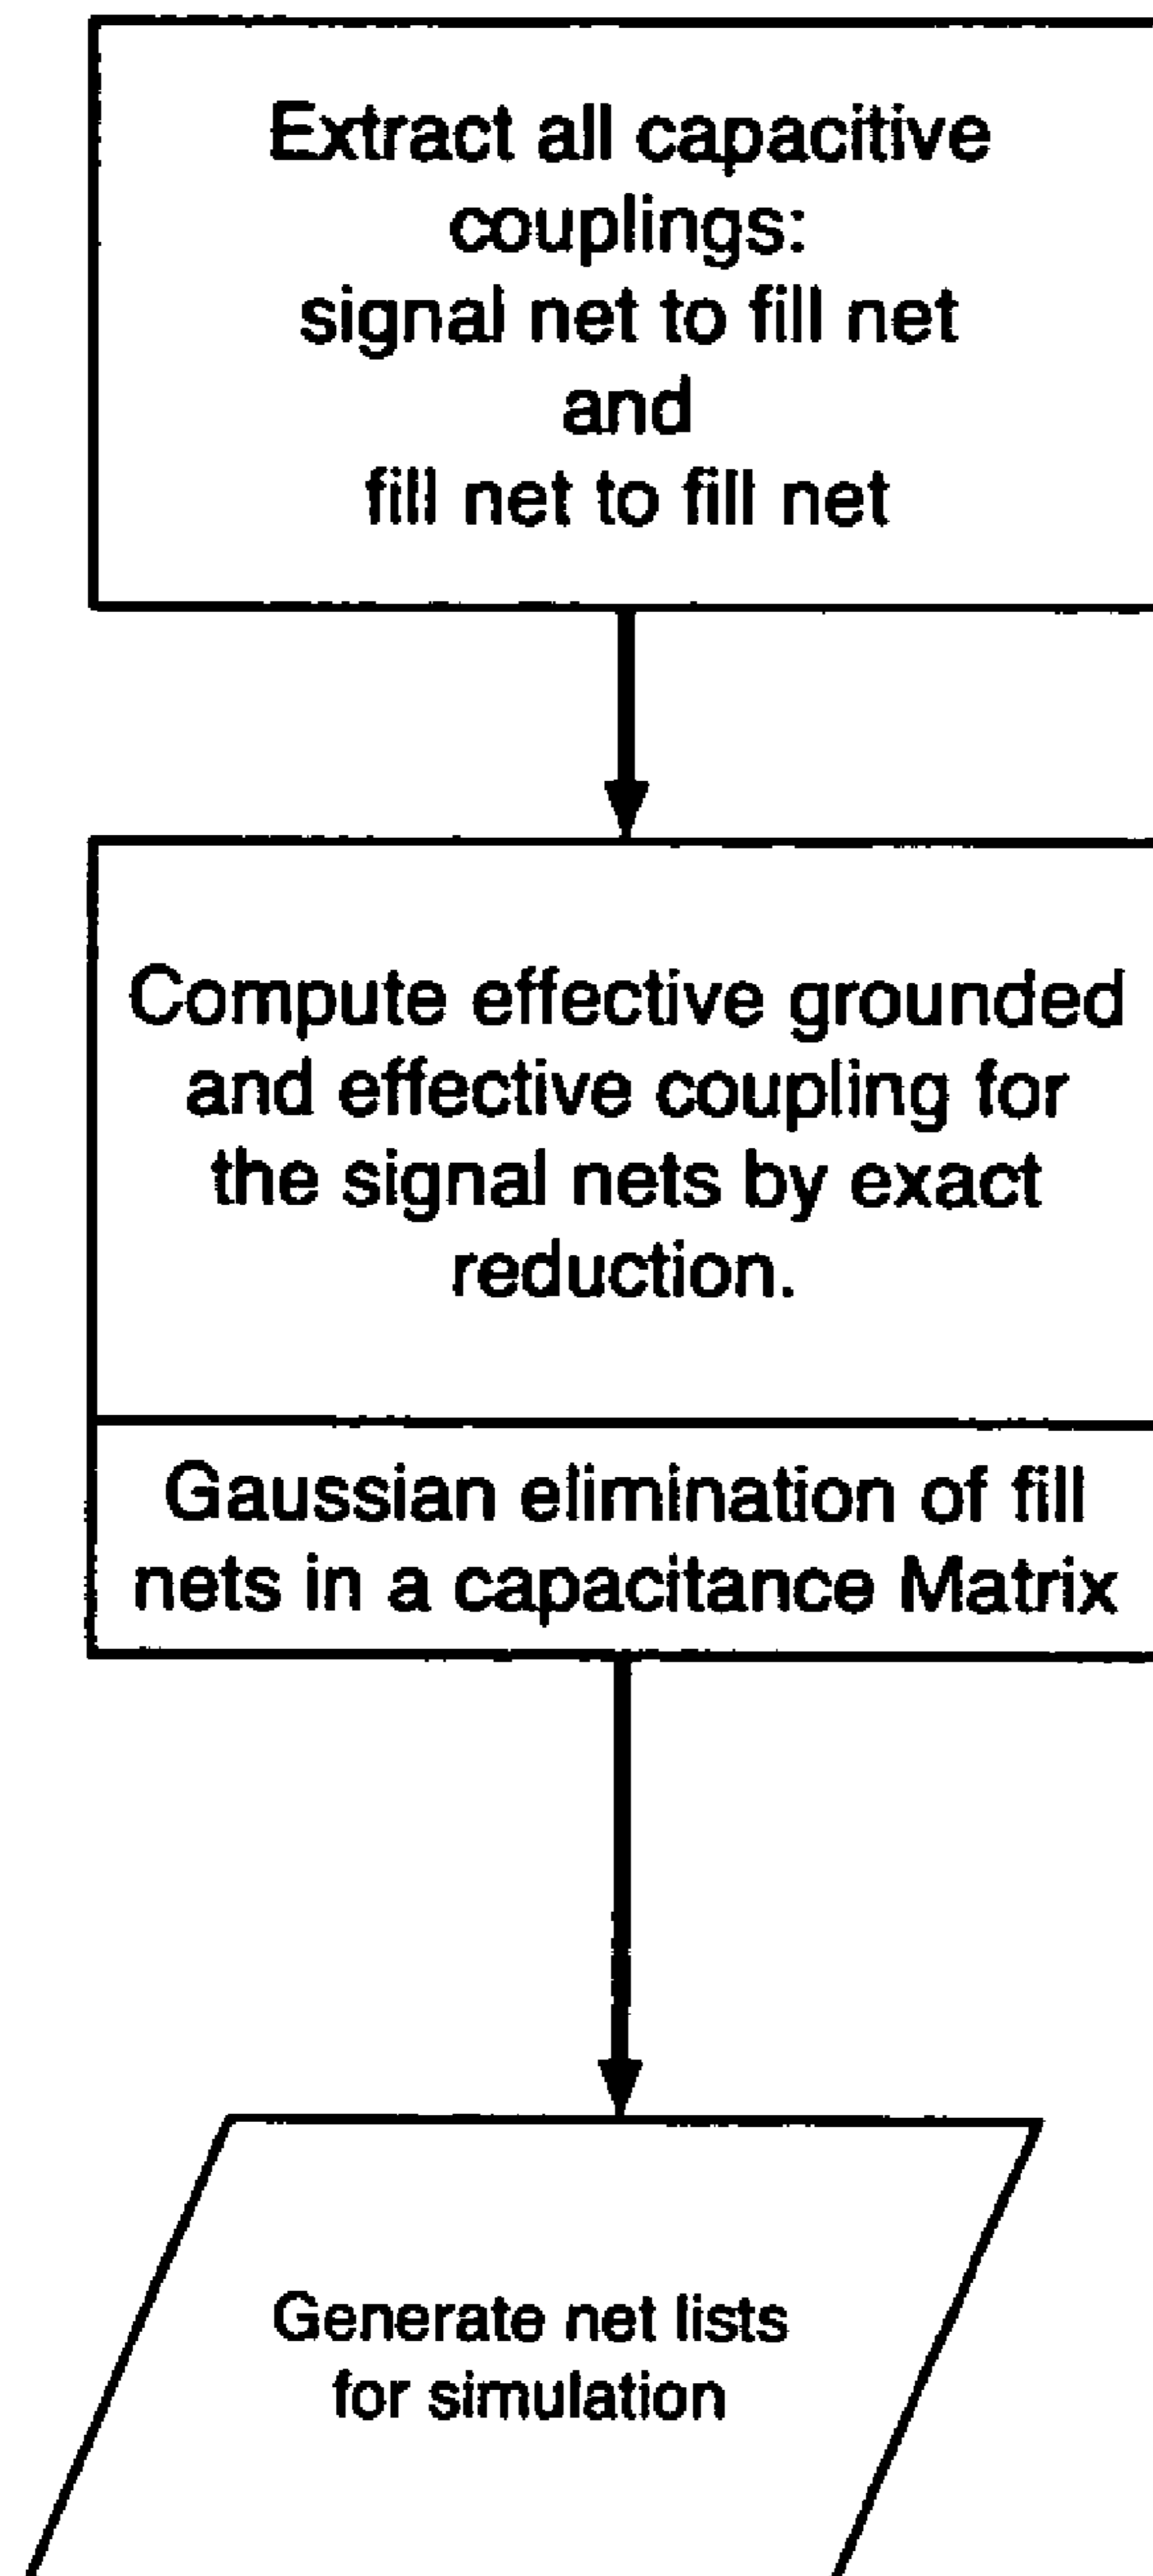 Extract all capacitive
couplings:
signal net to fill net
and
fill net to fill net
Compute effective grounded
and effective coupling for
the signal nets by exact
reduction.
Gaussian elimination of fill
nets in a capacitance Matrix
Generate net lists
for simulation